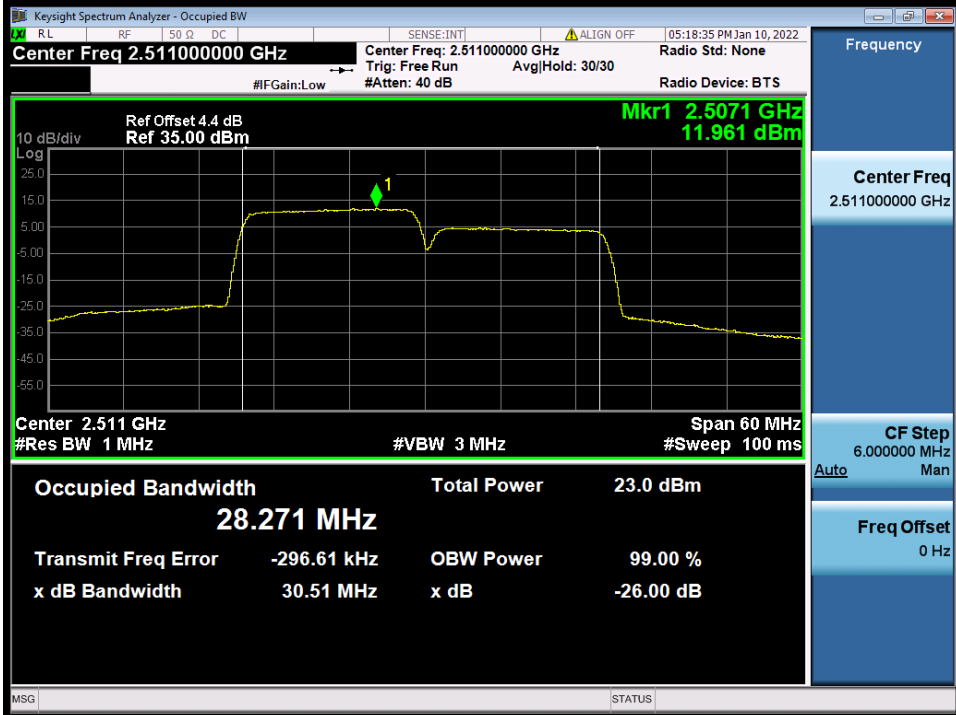 Keysight Spectrum Analyzer - Occupied BW
LXI RL RF 50 Ω DC SENSE:INT ALIGN OFF 05:18:35 PM Jan 10, 2022
Center Freq 2.511000000 GHz
Center Freq: 2.511000000 GHz Radio Std: None
Trig: Free Run Avg|Hold: 30/30
#IFGain:Low #Atten: 40 dB Radio Device: BTS
Frequency
Mkr1 2.5071 GHz
11.961 dBm
Ref Offset 4.4 dB
10 dB/div Ref 35.00 dBm
Log
25.0
15.0
5.00
-5.00
-15.0
-25.0
-35.0
-45.0
-55.0
1
Center 2.511 GHz Span 60 MHz
#Res BW 1 MHz #VBW 3 MHz #Sweep 100 ms
Center Freq
2.511000000 GHz
CF Step
6.000000 MHz
Auto Man
Freq Offset
0 Hz
Occupied Bandwidth Total Power 23.0 dBm
28.271 MHz
Transmit Freq Error -296.61 kHz OBW Power 99.00 %
x dB Bandwidth 30.51 MHz x dB -26.00 dB
MSG STATUS